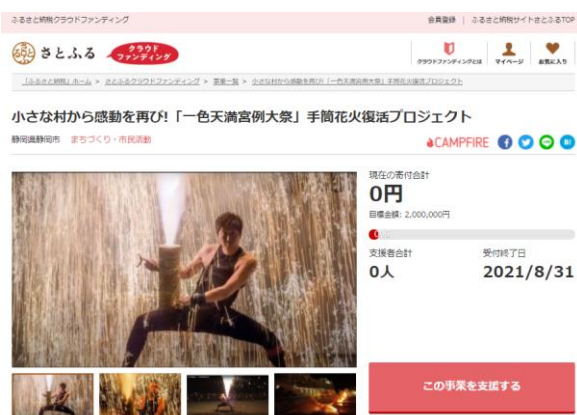 ふるさと納税クラウドファンディング
会員登録 | ふるさと納税サイトさとふるTOP
さとふる クラウドファンディング
クラウドファンディングとは マイページ お気に入り
「ふるさと納税」ホーム > さとふるクラウドファンディング > 事業一覧 > 小さな村から感動を再び!「一色天満宮例大祭」手筒花火復活プロジェクト
小さな村から感動を再び!「一色天満宮例大祭」手筒花火復活プロジェクト
静岡県静岡市 まちづくり・市民活動
CAMPFIRE
現在の寄付合計
0円
目標金額: 2,000,000円
支援者合計 受付終了日
0人 2021/8/31
この事業を支援する